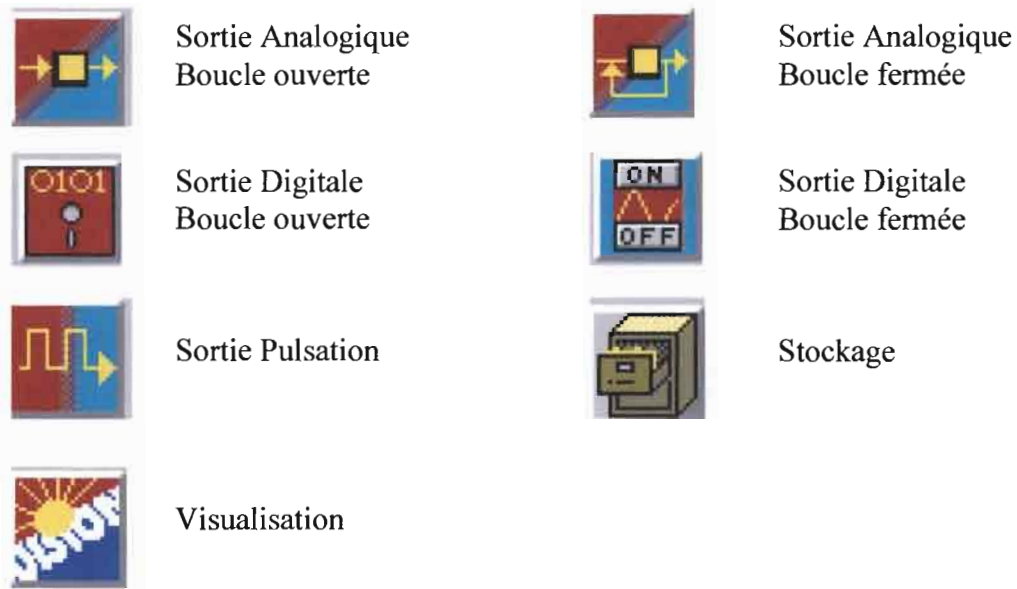 Sortie Analogique
Boucle ouverte
Sortie Analogique
Boucle fermée
0101
Sortie Digitale
Boucle ouverte
ON
OFF
Sortie Digitale
Boucle fermée
Sortie Pulsation
Stockage
VISION
Visualisation